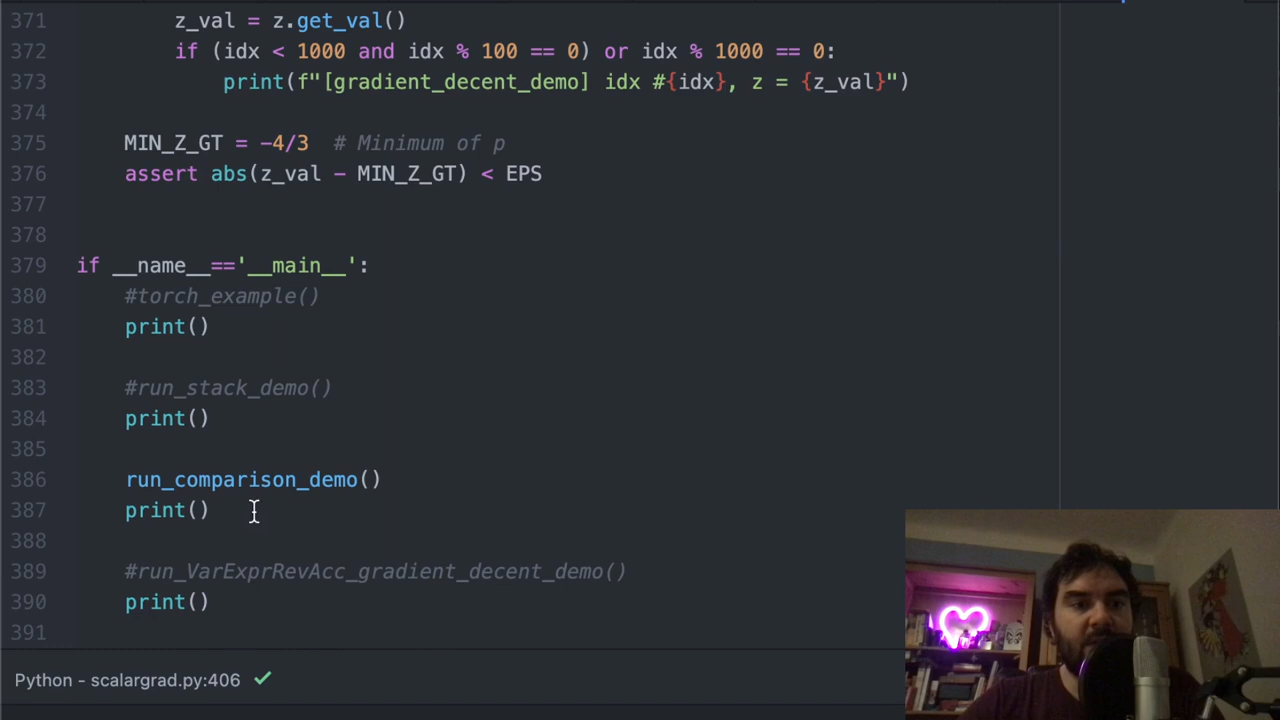 371 z_val = z.get_val()
372 if (idx < 1000 and idx % 100 == 0) or idx % 1000 == 0:
373 print(f"[gradient_decent_demo] idx #{idx}, z = {z_val}")
374
375 MIN_Z_GT = -4/3 # Minimum of p
376 assert abs(z_val - MIN_Z_GT) < EPS
377
378
379 if __name__=='__main__':
380 #torch_example()
381 print()
382
383 #run_stack_demo()
384 print()
385
386 run_comparison_demo()
387 print()
388
389 #run_VarExprRevAcc_gradient_decent_demo()
390 print()
391
Python - scalargrad.py:406